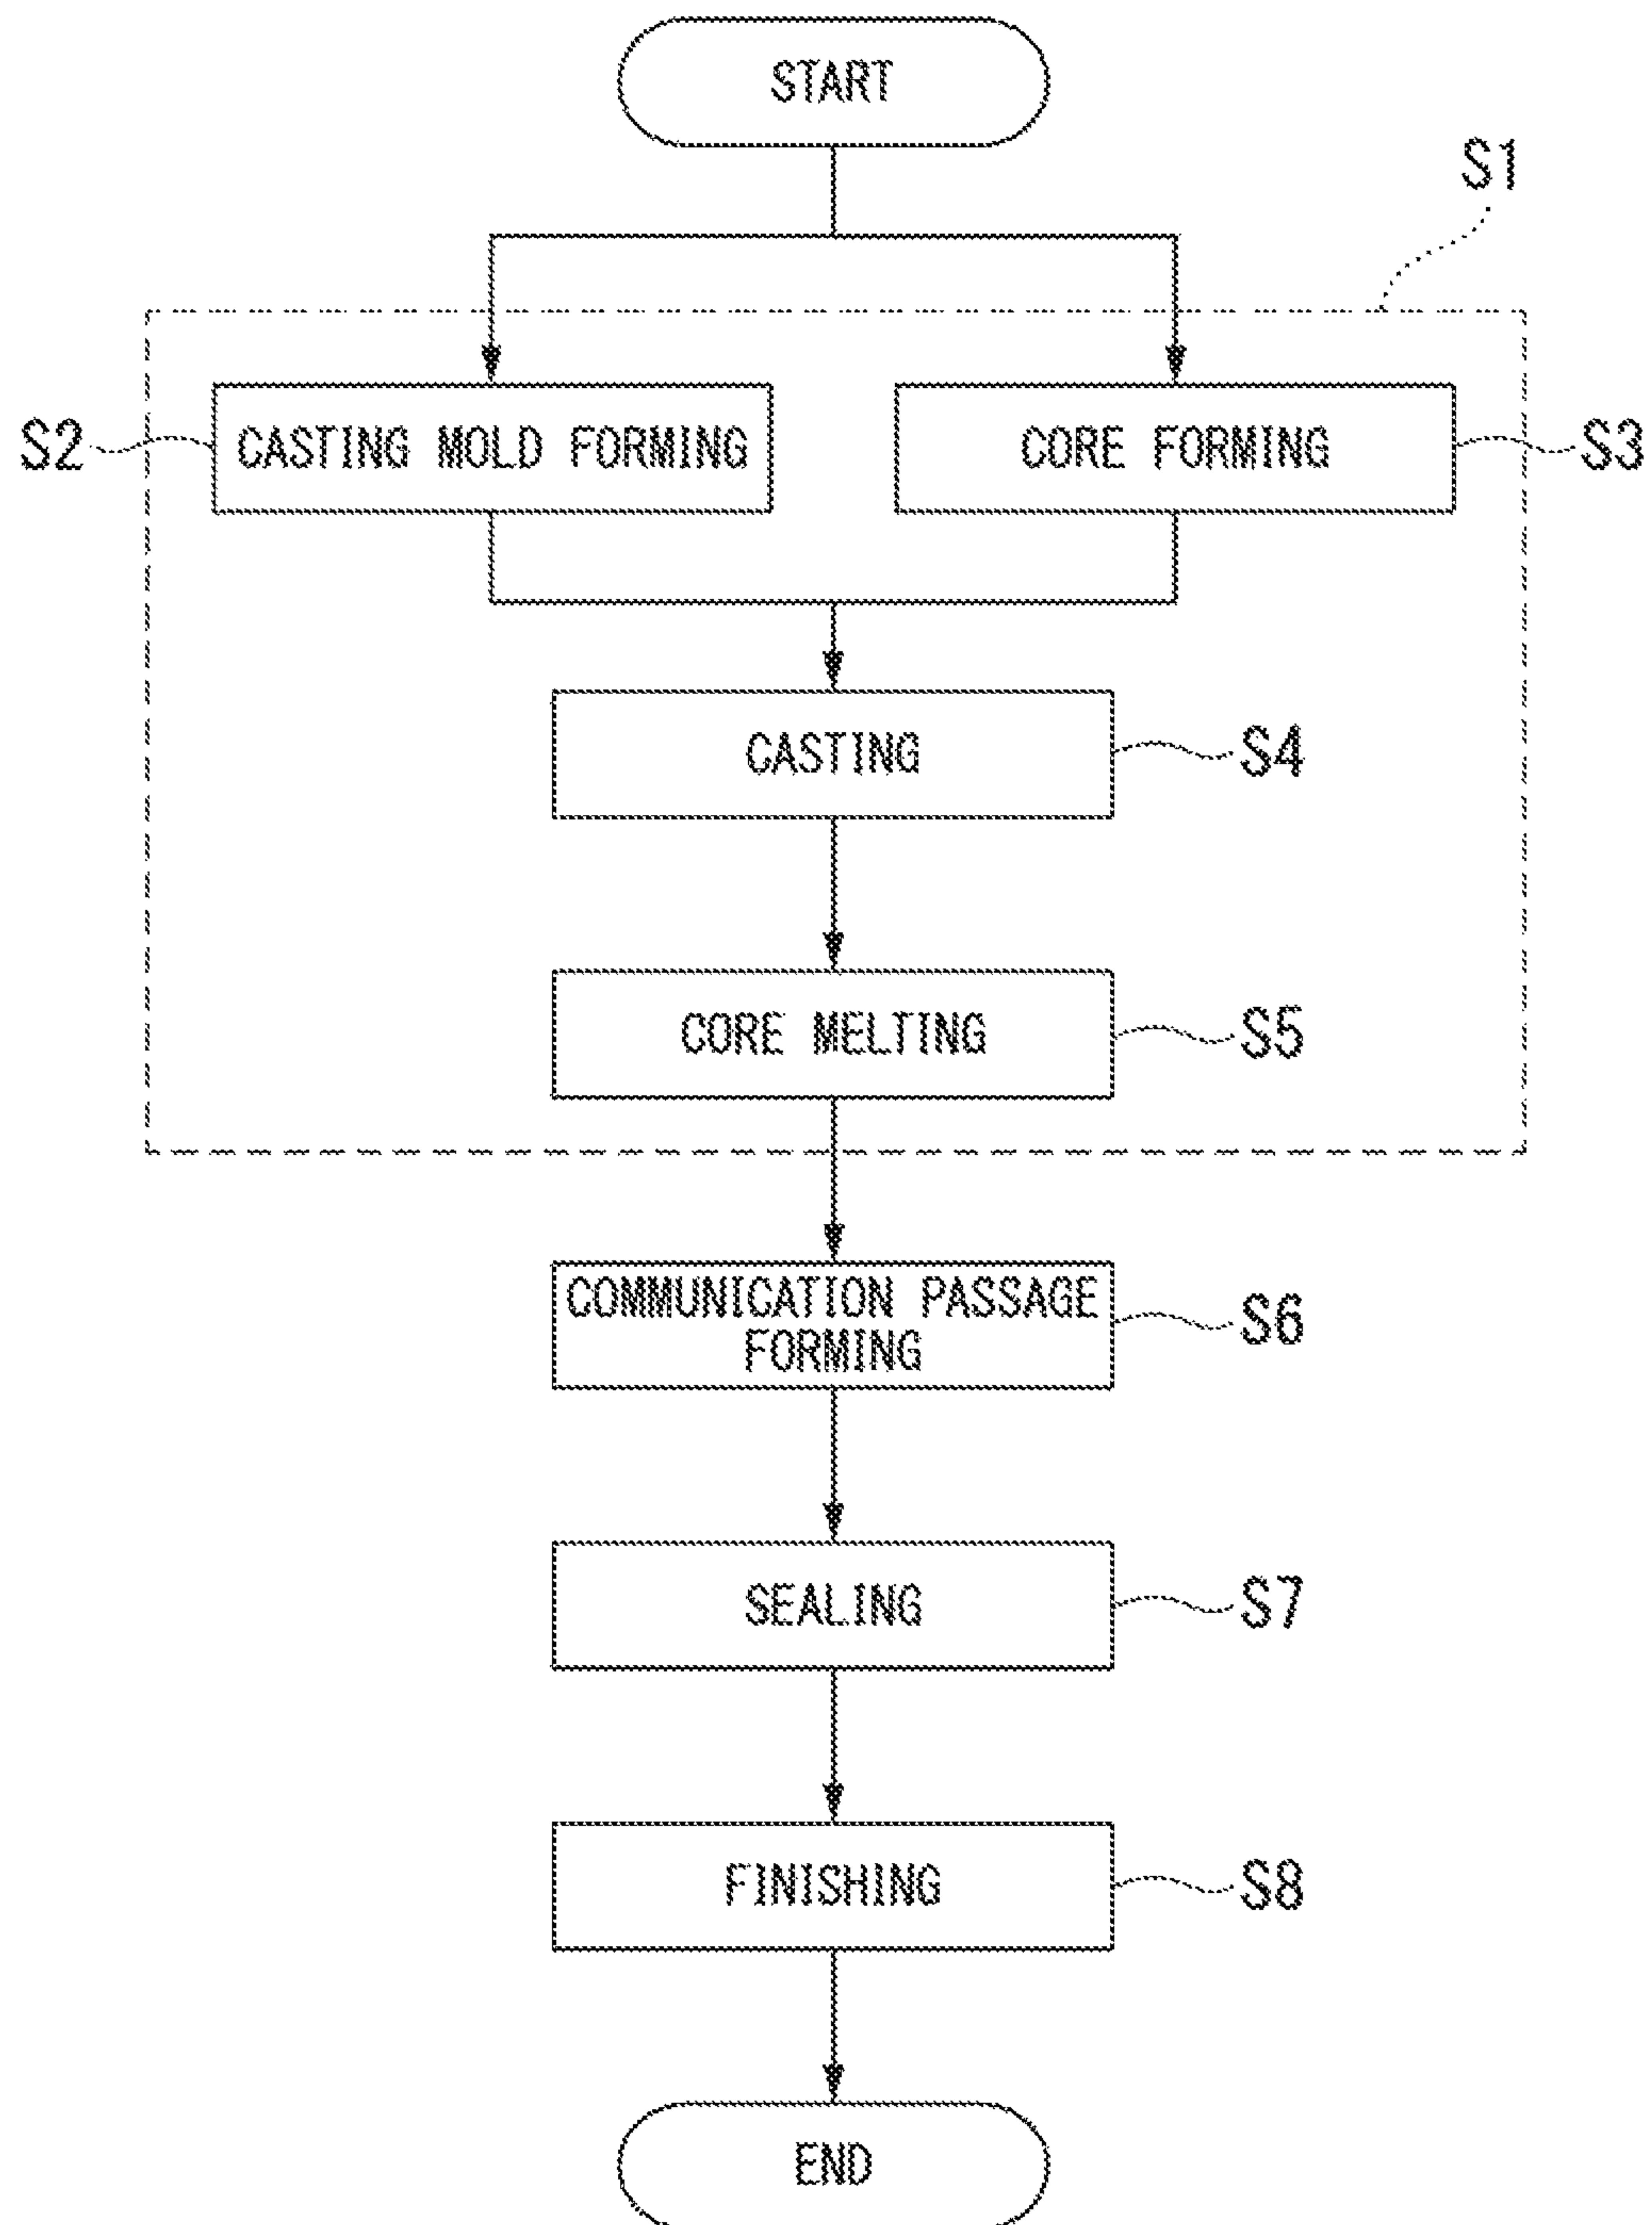 START
S1
S2
CASTING MOLD FORMING
CORE FORMING
S3
CASTING
S4
CORE MELTING
S5
COMMUNICATION PASSAGE
FORMING
S6
SEALING
S7
FINISHING
S8
END